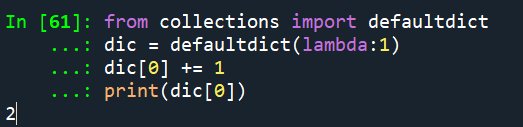 In [61]: from collections import defaultdict
    ...: dic = defaultdict(lambda:1)
    ...: dic[0] += 1
    ...: print(dic[0])
2